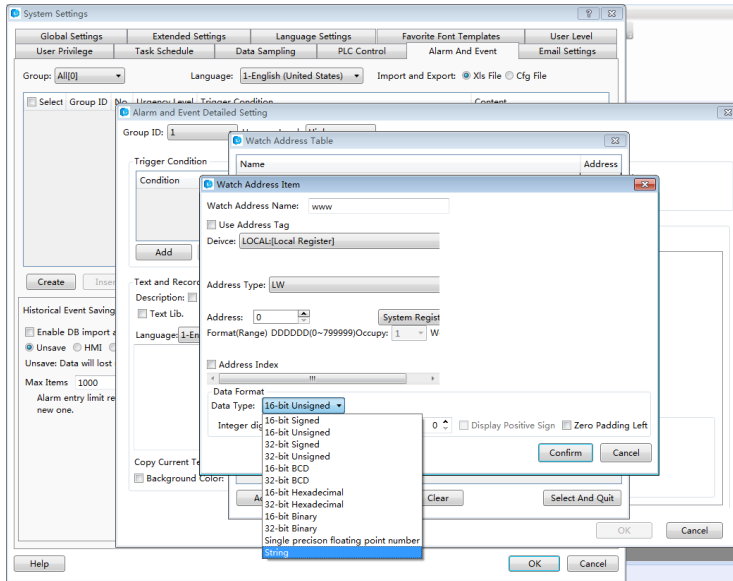 System Settings
Global Settings Extended Settings Language Settings Favorite Font Templates User Level
User Privilege Task Schedule Data Sampling PLC Control Alarm And Event Email Settings
Group: All[0] Language: 1-English (United States) Import and Export: Xls File Cfg File
Select Group ID No. Urgency Level Trigger Condition Content
Alarm and Event Detailed Setting
Group ID: 1
Watch Address Table
Trigger Condition Name Address
Condition
Watch Address Item
Watch Address Name: www
Use Address Tag
Deivce: LOCAL:[Local Register]
Add
Create Inser
Text and Record
Address Type: LW
Description:
Historical Event Saving
Text Lib.
Address: 0 System Regist
Enable DB import a
Language: 1-En
Format(Range) DDDDDD(0~799999)Occupy: 1 W
Unsave HMI
Unsave: Data will lost
Address Index
Max Items 1000
Data Format
Alarm entry limit re
new one.
Data Type: 16-bit Unsigned
Integer dig 0 Display Positive Sign Zero Padding Left
16-bit Signed
16-bit Unsigned
32-bit Signed
32-bit Unsigned
16-bit BCD
32-bit BCD
16-bit Hexadecimal
32-bit Hexadecimal
16-bit Binary
32-bit Binary
Single precison floating point number
String
Confirm Cancel
Copy Current Te
Background Color:
Ad Clear Select And Quit
OK Cancel
Help OK Cancel